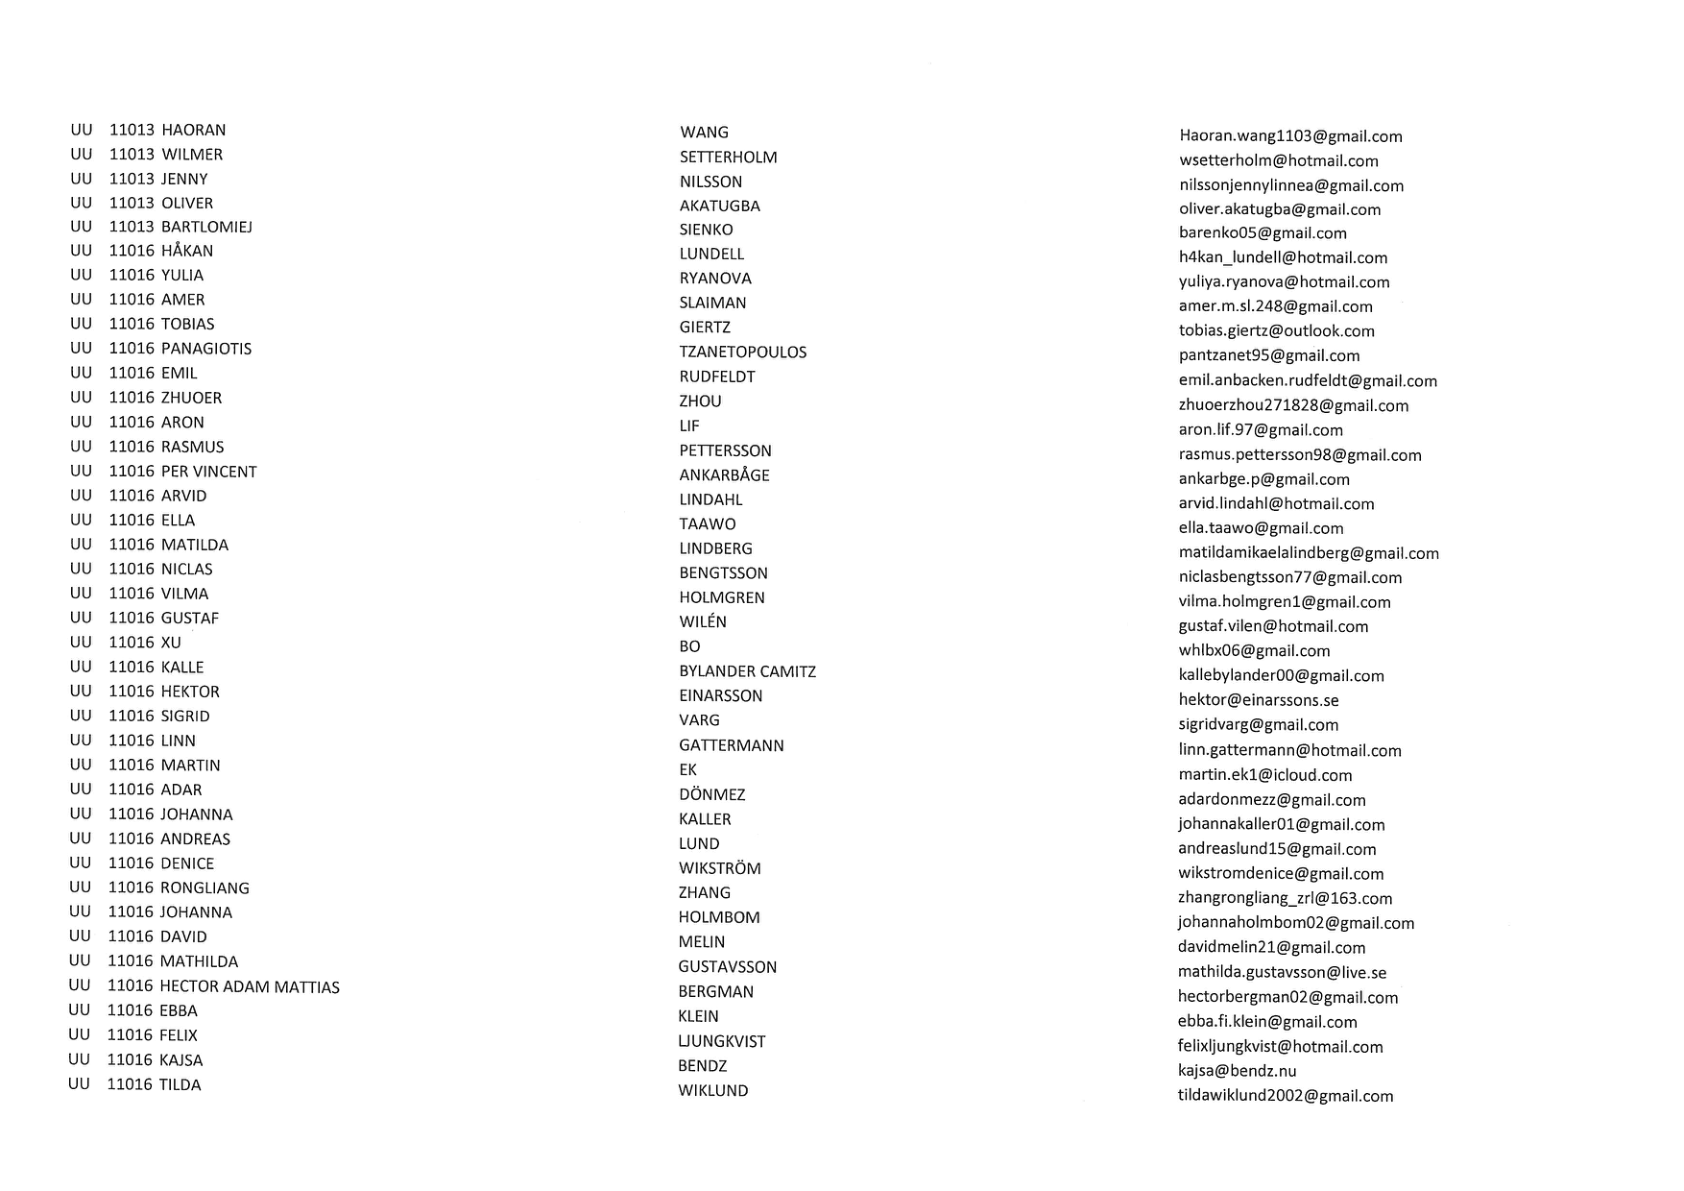 UU 11013 HAORAN WANG Haoran.wang1103@gmail.com
UU 11013 WILMER SETTERHOLM wsetterholm@hotmail.com
UU 11013 JENNY NILSSON nilssonjennylinnea@gmail.com
UU 11013 OLIVER AKATUGBA oliver.akatugba@gmail.com
UU 11013 BARTLOMIEJ SIENKO barenko05@gmail.com
UU 11016 HÅKAN LUNDELL h4kan_lundell@hotmail.com
UU 11016 YULIA RYANOVA yuliya.ryanova@hotmail.com
UU 11016 AMER SLAIMAN amer.m.sl.248@gmail.com
UU 11016 TOBIAS GIERTZ tobias.giertz@outlook.com
UU 11016 PANAGIOTIS TZANETOPOULOS pantzanet95@gmail.com
UU 11016 EMIL RUDFELDT emil.anbacken.rudfeldt@gmail.com
UU 11016 ZHUOER ZHOU zhuoerzhou271828@gmail.com
UU 11016 ARON LIF aron.lif.97@gmail.com
UU 11016 RASMUS PETTERSSON rasmus.pettersson98@gmail.com
UU 11016 PER VINCENT ANKARBÅGE ankarbge.p@gmail.com
UU 11016 ARVID LINDAHL arvid.lindahl@hotmail.com
UU 11016 ELLA TAAWO ella.taawo@gmail.com
UU 11016 MATILDA LINDBERG matildamikaelalindberg@gmail.com
UU 11016 NICLAS BENGTSSON niclasbengtsson77@gmail.com
UU 11016 VILMA HOLMGREN vilma.holmgren1@gmail.com
UU 11016 GUSTAF WILÉN gustaf.vilen@hotmail.com
UU 11016 XU BO whlbx06@gmail.com
UU 11016 KALLE BYLANDER CAMITZ kallebylander00@gmail.com
UU 11016 HEKTOR EINARSSON hektor@einarssons.se
UU 11016 SIGRID VARG sigridvarg@gmail.com
UU 11016 LINN GATTERMANN linn.gattermann@hotmail.com
UU 11016 MARTIN EK martin.ek1@icloud.com
UU 11016 ADAR DÖNMEZ adardonmezz@gmail.com
UU 11016 JOHANNA KALLER johannakaller01@gmail.com
UU 11016 ANDREAS LUND andreaslund15@gmail.com
UU 11016 DENICE WIKSTRÖM wikstromdenice@gmail.com
UU 11016 RONGLIANG ZHANG zhangrongliang_zrl@163.com
UU 11016 JOHANNA HOLMBOM johannaholmbom02@gmail.com
UU 11016 DAVID MELIN davidmelin21@gmail.com
UU 11016 MATHILDA GUSTAVSSON mathilda.gustavsson@live.se
UU 11016 HECTOR ADAM MATTIAS BERGMAN hectorbergman02@gmail.com
UU 11016 EBBA KLEIN ebba.fi.klein@gmail.com
UU 11016 FELIX LJUNGKVIST felixljungkvist@hotmail.com
UU 11016 KAJSA BENDZ kajsa@bendz.nu
UU 11016 TILDA WIKLUND tildawiklund2002@gmail.com